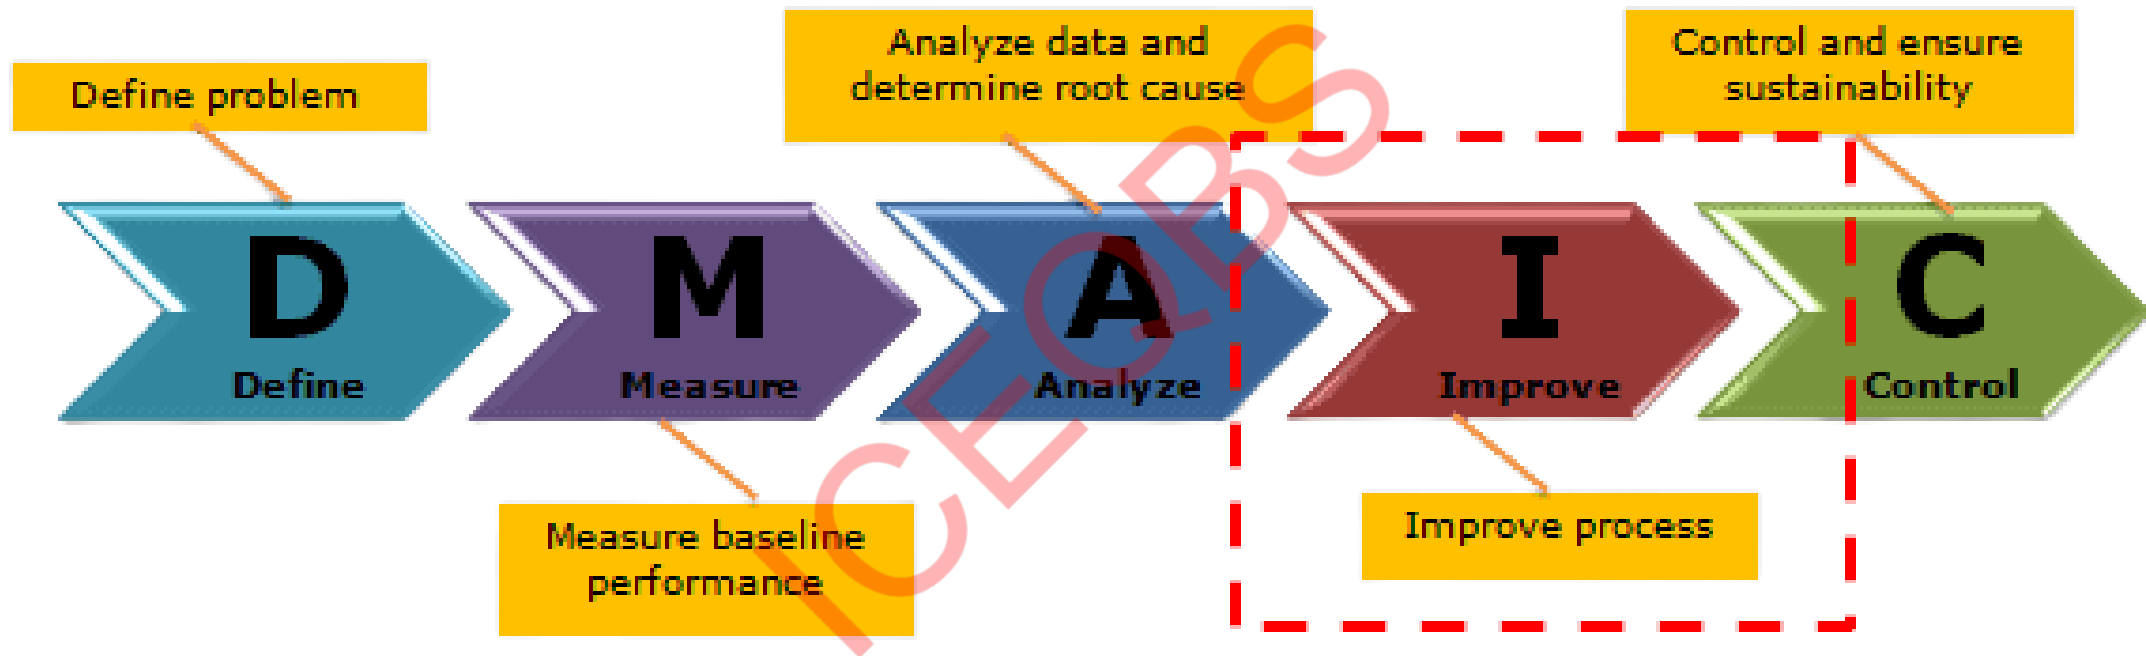 Define problem
Analyze data and
determine root cause
Control and ensure
sustainability
D
Define
M
Measure
A
Analyze
I
Improve
C
Control
Measure baseline
performance
Improve process
ICEQBS